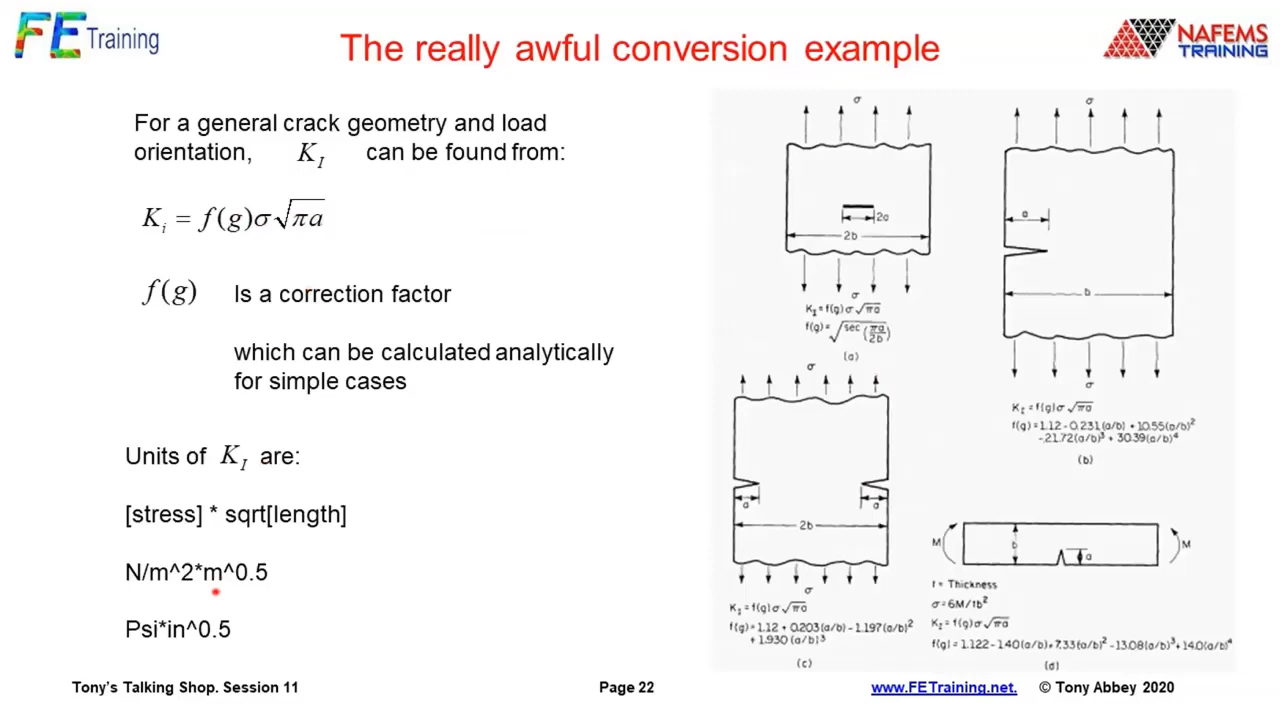 FE Training
The really awful conversion example
NAFEMS
TRAINING
For a general crack geometry and load
orientation, K_I can be found from:
K_i = f(g)σ√πa
f(g) Is a correction factor
which can be calculated analytically
for simple cases
Units of K_I are:
[stress] * sqrt[length]
N/m^2*m^0.5
Psi*in^0.5
σ
2a
2b
σ
K_I = f(g) σ √πa
f(g) = √sec (πa/2b)
(a)
σ
a
b
σ
K_I = f(g) σ √πa
f(g) = 1.12 - 0.231(a/b) + 10.55(a/b)^2
-21.72(a/b)^3 + 30.39(a/b)^4
(b)
σ
a
a
2b
σ
K_I = f(g) σ √πa
f(g) = 1.12 + 0.203(a/b) - 1.197(a/b)^2
+ 1.930 (a/b)^3
(c)
M
b
a
M
t = Thickness
σ = 6M/tb^2
K_I = f(g) σ √πa
f(g) = 1.122 - 1.40(a/b) + 7.33(a/b)^2 - 13.08(a/b)^3 + 14.0(a/b)^4
(d)
Tony's Talking Shop. Session 11
Page 22
www.FETraining.net. © Tony Abbey 2020